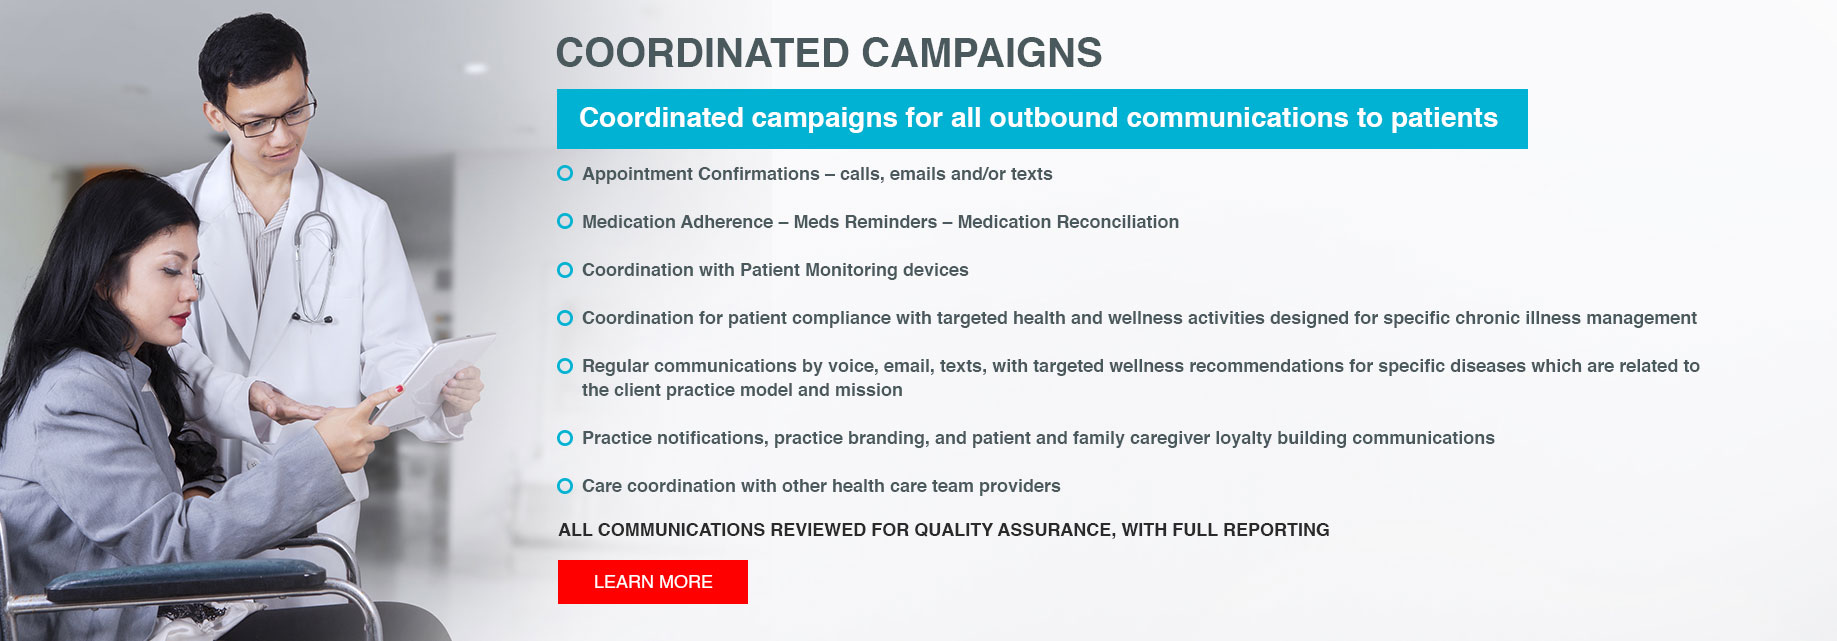 COORDINATED CAMPAIGNS
Coordinated campaigns for all outbound communications to patients
Appointment Confirmations – calls, emails and/or texts
Medication Adherence – Meds Reminders – Medication Reconciliation
Coordination with Patient Monitoring devices
Coordination for patient compliance with targeted health and wellness activities designed for specific chronic illness management
Regular communications by voice, email, texts, with targeted wellness recommendations for specific diseases which are related to
the client practice model and mission
Practice notifications, practice branding, and patient and family caregiver loyalty building communications
Care coordination with other health care team providers
ALL COMMUNICATIONS REVIEWED FOR QUALITY ASSURANCE, WITH FULL REPORTING
LEARN MORE